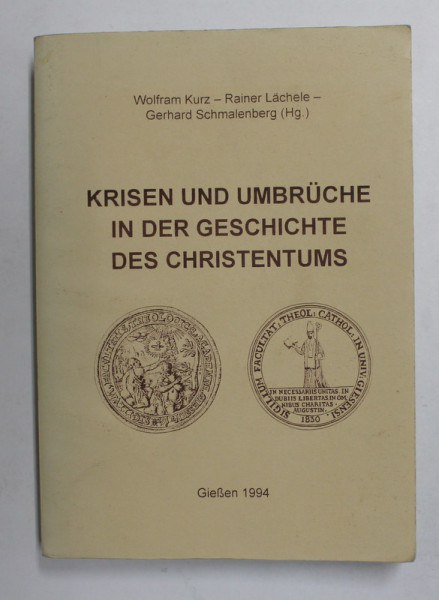 Wolfram Kurz – Rainer Lächele –
Gerhard Schmalenberg (Hg.)
KRISEN UND UMBRÜCHE
IN DER GESCHICHTE
DES CHRISTENTUMS
SIGILLUM FACULTAT. THEOL. CATHOL. IN UNIV. GIESENSI.
IN NECESSARIIS UNITAS, IN
DUBIIS LIBERTAS, IN OM
NIBUS CHARITAS
AUGUSTIN.
1830
Gießen 1994